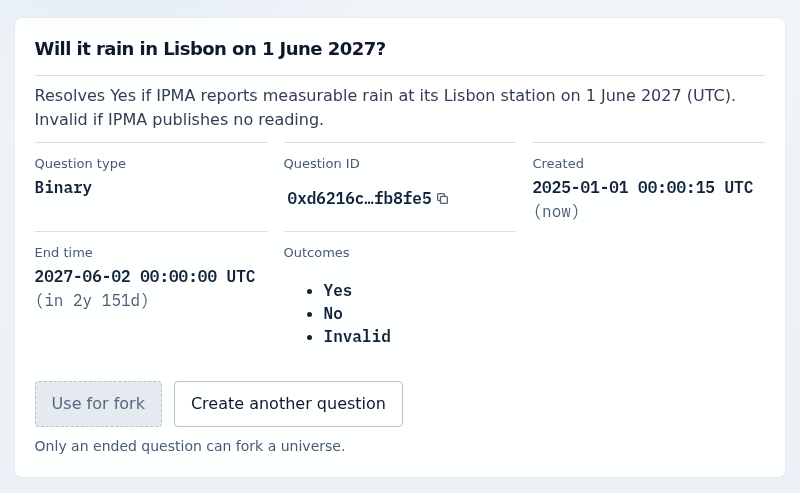 Will it rain in Lisbon on 1 June 2027?
Resolves Yes if IPMA reports measurable rain at its Lisbon station on 1 June 2027 (UTC).
Invalid if IPMA publishes no reading.
Question type
Binary
Question ID
0xd6216c…fb8fe5
Created
2025-01-01 00:00:15 UTC
(now)
End time
2027-06-02 00:00:00 UTC
(in 2y 151d)
Outcomes
• Yes
• No
• Invalid
Use for fork
Create another question
Only an ended question can fork a universe.